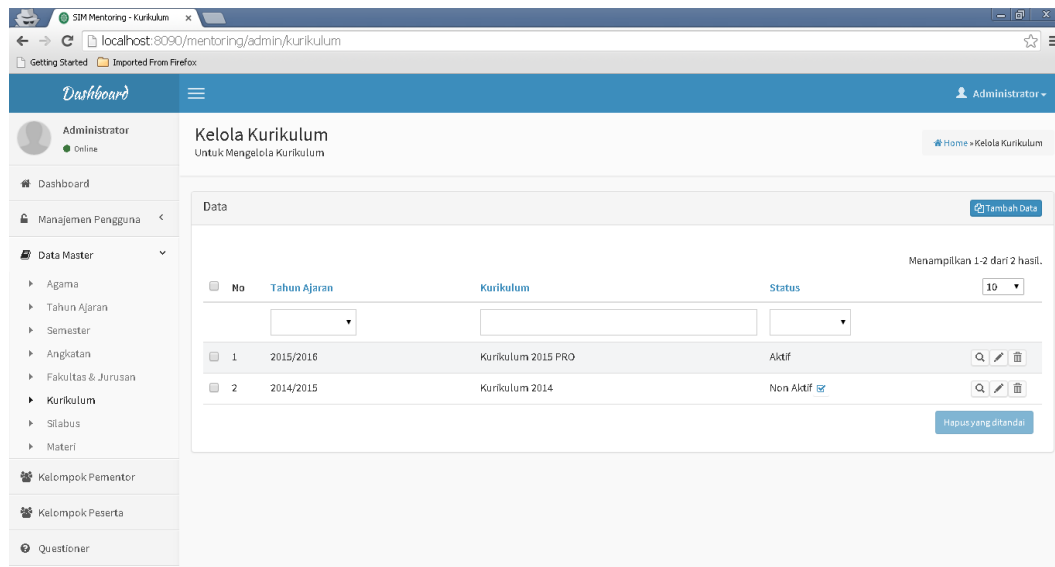 SIM Mentoring - Kurikulum
localhost:8090/mentoring/admin/kurikulum
Getting Started Imported From Firefox
Dashboard
Administrator
Administrator
Online
Kelola Kurikulum
Untuk Mengelola Kurikulum
Home » Kelola Kurikulum
Dashboard
Manajemen Pengguna
Data Master
Agama
Tahun Ajaran
Semester
Angkatan
Fakultas & Jurusan
Kurikulum
Silabus
Materi
Kelompok Pementor
Kelompok Peserta
Questioner
Data
Tambah Data
Menampilkan 1-2 dari 2 hasil.
No Tahun Ajaran Kurikulum Status 10
1 2015/2016 Kurikulum 2015 PRO Aktif
2 2014/2015 Kurikulum 2014 Non Aktif
Hapus yang ditandai